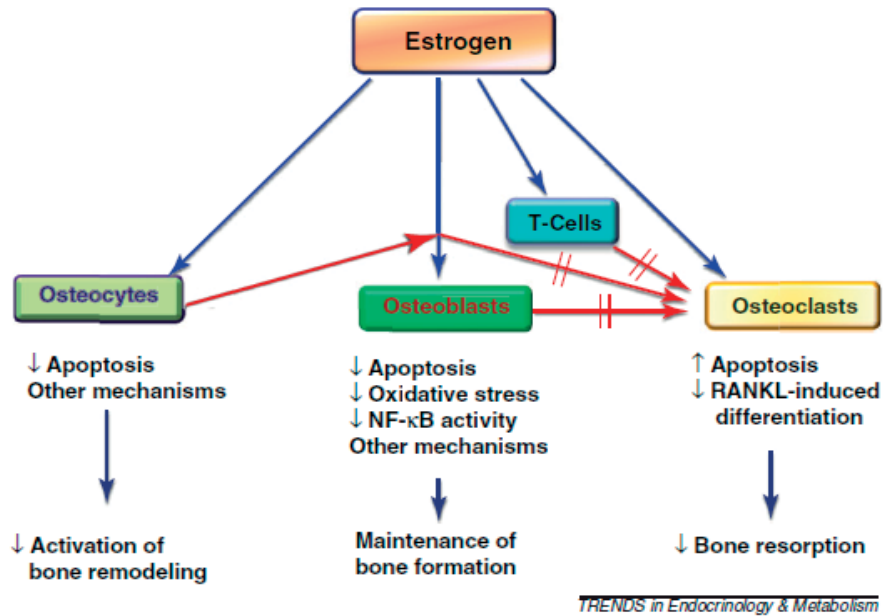 Estrogen
T-Cells
Osteocytes
Osteoblasts
Osteoclasts
↓ Apoptosis
Other mechanisms
↓ Apoptosis
↓ Oxidative stress
↓ NF-κB activity
Other mechanisms
↑ Apoptosis
↓ RANKL-induced
differentiation
↓ Activation of
bone remodeling
Maintenance of
bone formation
↓ Bone resorption
TRENDS in Endocrinology & Metabolism